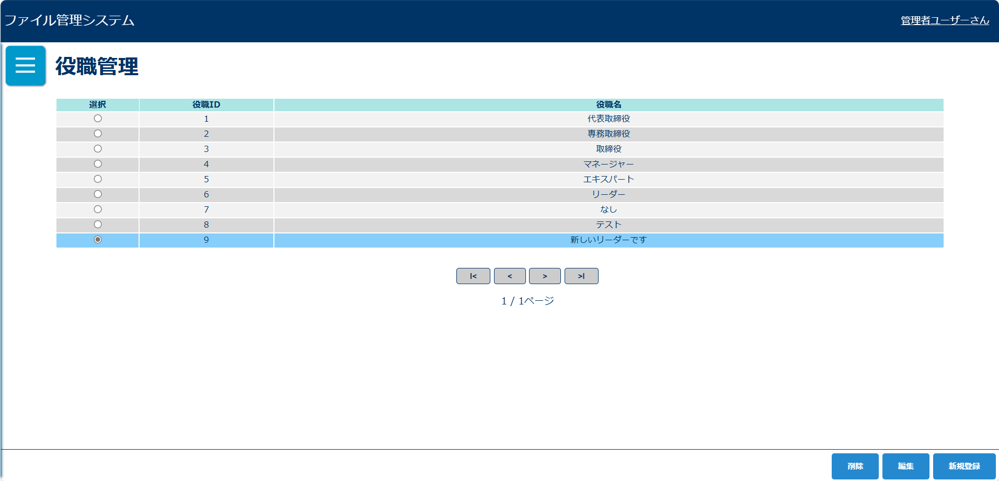 ファイル管理システム
管理者ユーザーさん
役職管理
選択 役職ID 役職名
1 代表取締役
2 専務取締役
3 取締役
4 マネージャー
5 エキスパート
6 リーダー
7 なし
8 テスト
9 新しいリーダーです
|< < > >|
1 / 1ページ
削除 編集 新規登録